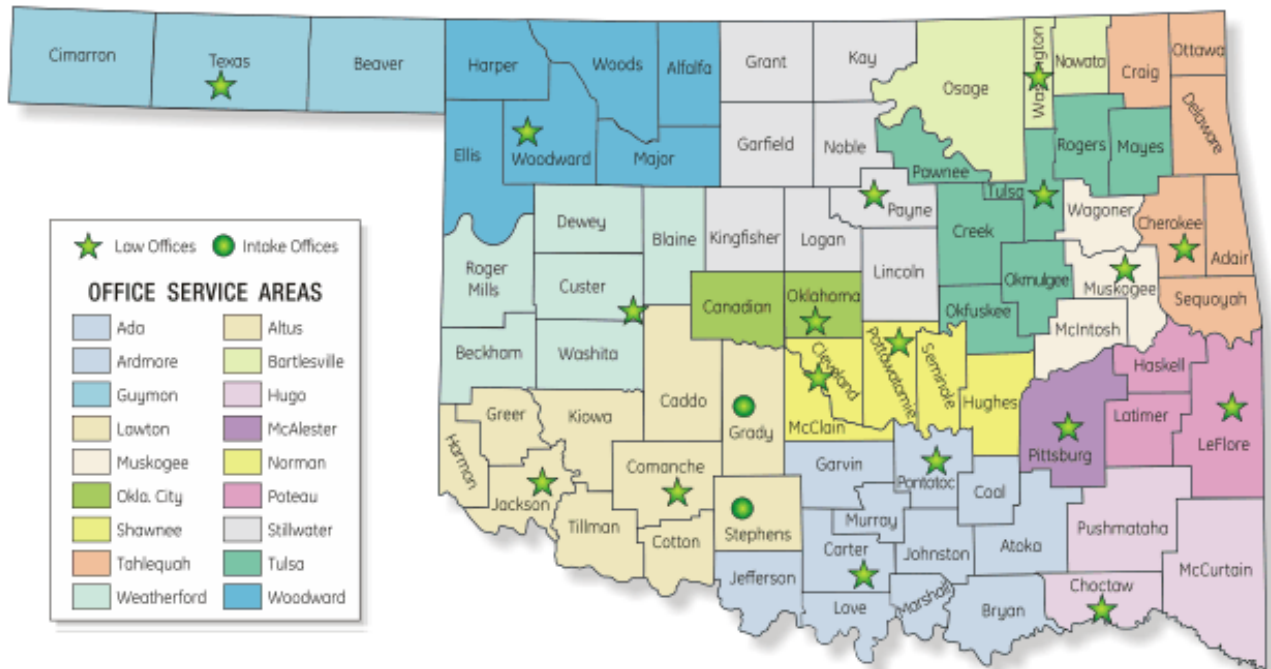 Cimarron
Texas
Beaver
Harper
Woods
Alfalfa
Grant
Kay
Osage
Washington
Nowata
Craig
Ottawa
Delaware
Ellis
Woodward
Major
Garfield
Noble
Pawnee
Rogers
Mayes
Tulsa
Dewey
Blaine
Kingfisher
Logan
Payne
Creek
Wagoner
Cherokee
Adair
Roger
Mills
Custer
Canadian
Oklahoma
Lincoln
Okmulgee
Okfuskee
Muskogee
Sequoyah
McIntosh
Beckham
Washita
Caddo
Grady
Cleveland
McClain
Pottawatomie
Seminole
Hughes
Pittsburg
Haskell
Latimer
LeFlore
Harman
Greer
Kiowa
Jackson
Comanche
Tillman
Cotton
Stephens
Garvin
Pontotoc
Coal
Murray
Carter
Johnston
Atoka
Pushmataha
McCurtain
Jefferson
Love
Marshall
Bryan
Choctaw
Law Offices
Intake Offices
OFFICE SERVICE AREAS
Ada
Altus
Ardmore
Bartlesville
Guymon
Hugo
Lawton
McAlester
Muskogee
Norman
Okla. City
Poteau
Shawnee
Stillwater
Tahlequah
Tulsa
Weatherford
Woodward